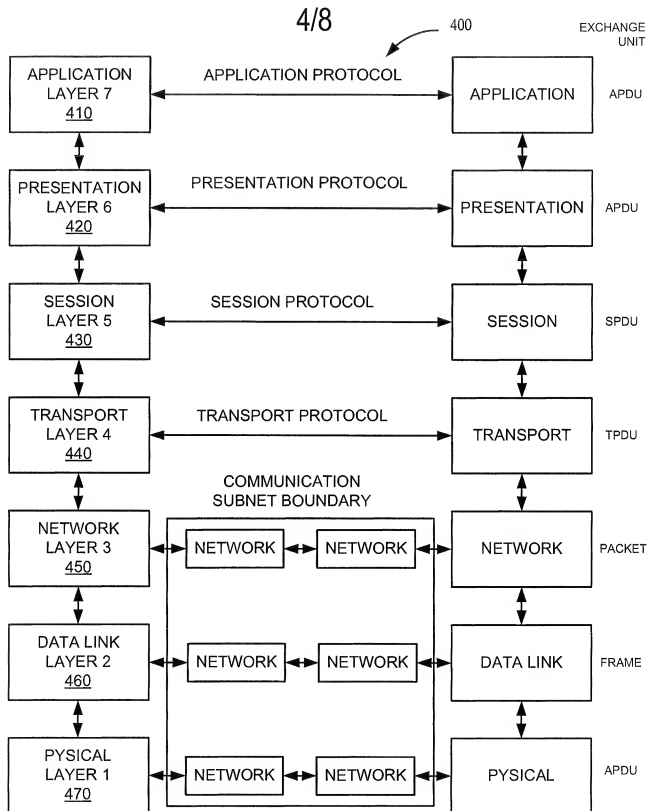 4/8
400
EXCHANGE
UNIT
APPLICATION
LAYER 7
410
APPLICATION PROTOCOL
APPLICATION
APDU
PRESENTATION
LAYER 6
420
PRESENTATION PROTOCOL
PRESENTATION
APDU
SESSION
LAYER 5
430
SESSION PROTOCOL
SESSION
SPDU
TRANSPORT
LAYER 4
440
TRANSPORT PROTOCOL
TRANSPORT
TPDU
COMMUNICATION
SUBNET BOUNDARY
NETWORK
LAYER 3
450
NETWORK
NETWORK
NETWORK
PACKET
DATA LINK
LAYER 2
460
NETWORK
NETWORK
DATA LINK
FRAME
PYSICAL
LAYER 1
470
NETWORK
NETWORK
PYSICAL
APDU